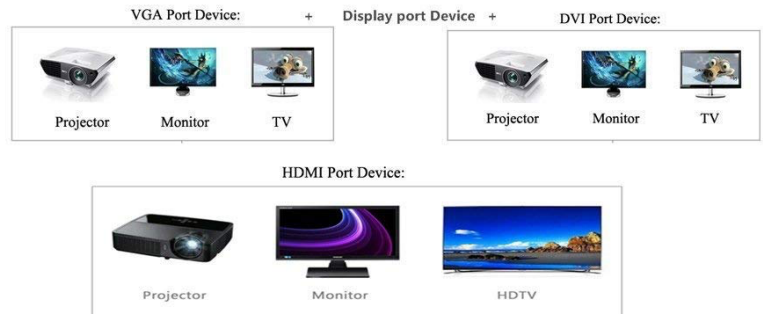 VGA Port Device: + Display port Device + DVI Port Device:
Projector Monitor TV Projector Monitor TV
HDMI Port Device:
Projector Monitor HDTV